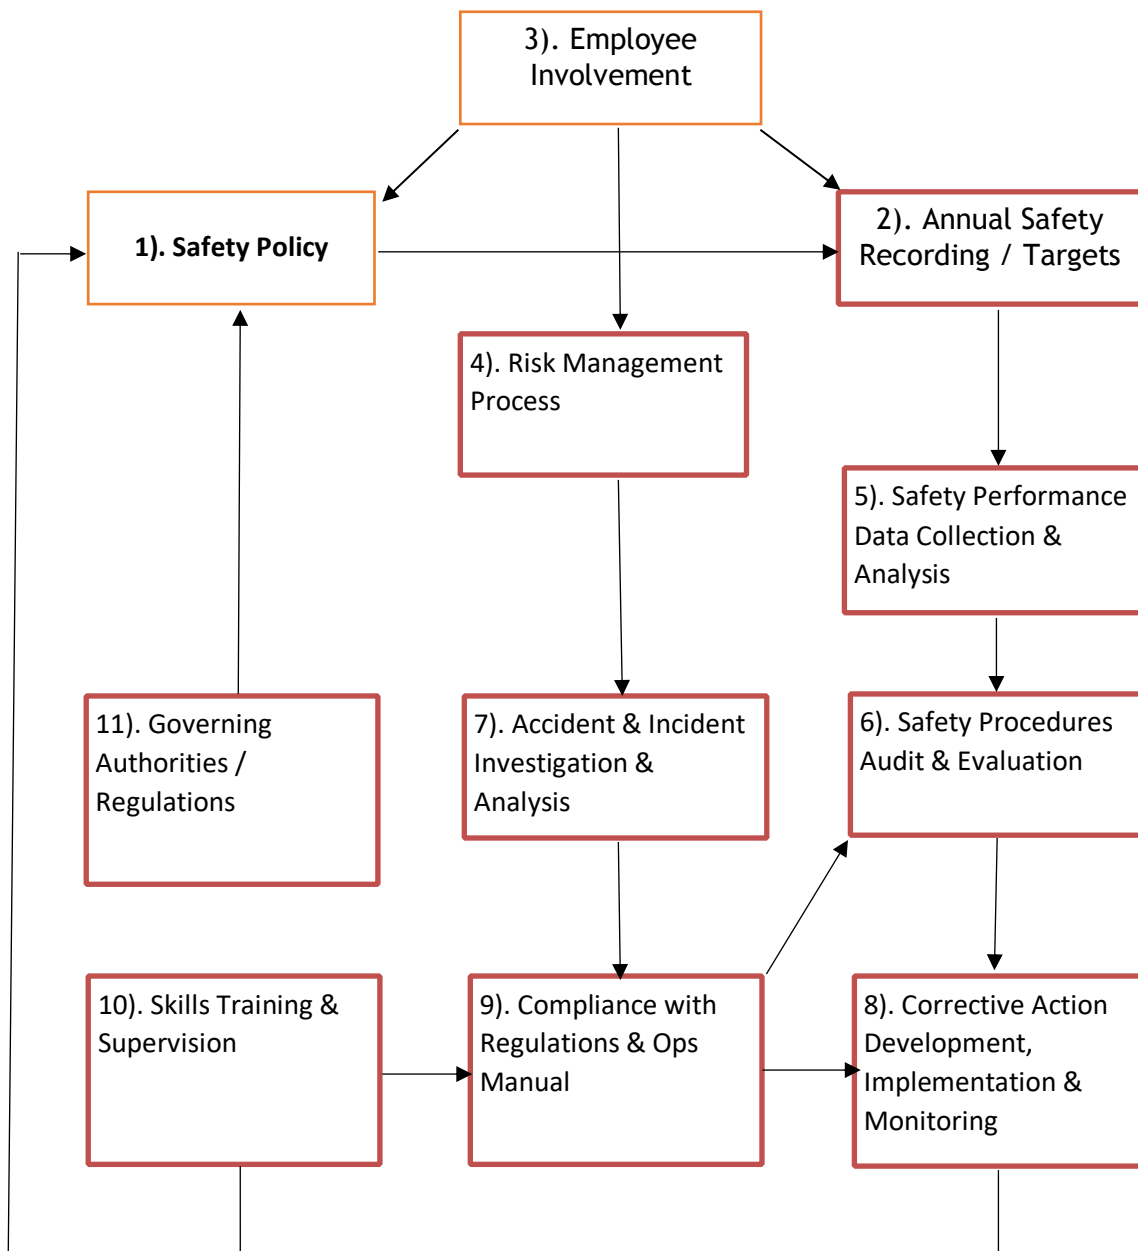 3). Employee
Involvement
1). Safety Policy
2). Annual Safety
Recording / Targets
4). Risk Management
Process
5). Safety Performance
Data Collection &
Analysis
11). Governing
Authorities /
Regulations
7). Accident & Incident
Investigation &
Analysis
6). Safety Procedures
Audit & Evaluation
10). Skills Training &
Supervision
9). Compliance with
Regulations & Ops
Manual
8). Corrective Action
Development,
Implementation &
Monitoring